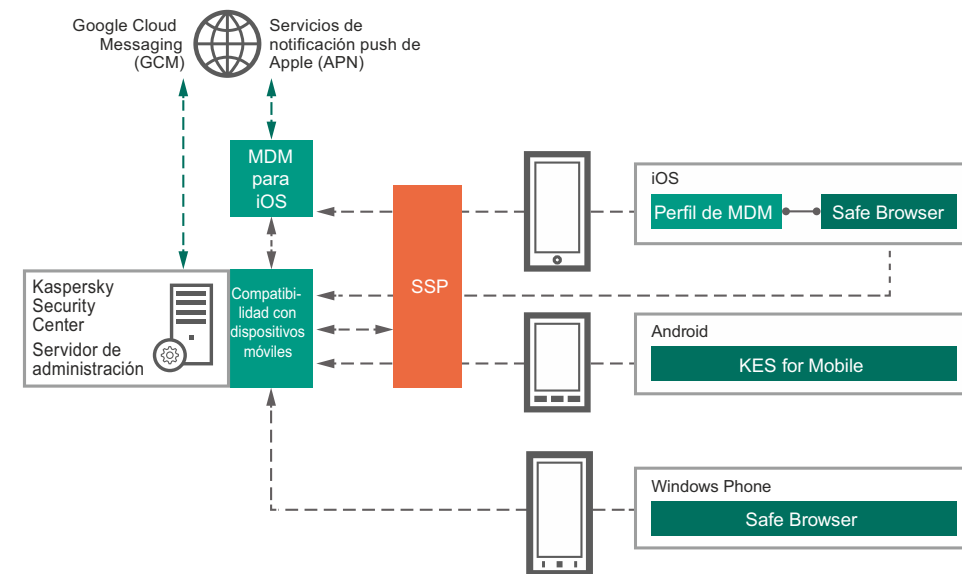 Google Cloud
Messaging
(GCM)
Servicios de
notificación push de
Apple (APN)
MDM
para
iOS
SSP
iOS
Perfil de MDM
Safe Browser
Kaspersky
Security
Center
Servidor de
administración
Compatibi-
lidad con
dispositivos
móviles
Android
KES for Mobile
Windows Phone
Safe Browser